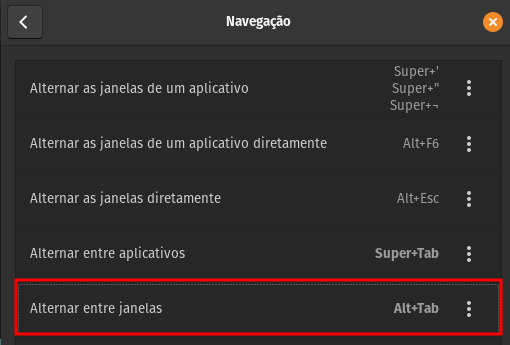 Navegação
Alternar as janelas de um aplicativo
Super+'
Super+"
Super+¬
Alternar as janelas de um aplicativo diretamente
Alt+F6
Alternar as janelas diretamente
Alt+Esc
Alternar entre aplicativos
Super+Tab
Alternar entre janelas
Alt+Tab